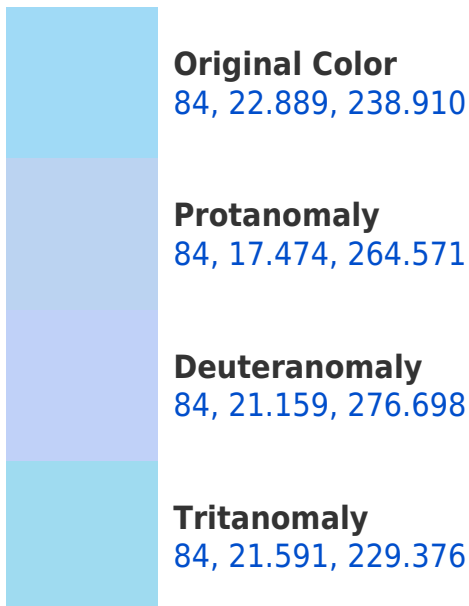 Original Color
84, 22.889, 238.910
Protanomaly
84, 17.474, 264.571
Deuteranomaly
84, 21.159, 276.698
Tritanomaly
84, 21.591, 229.376